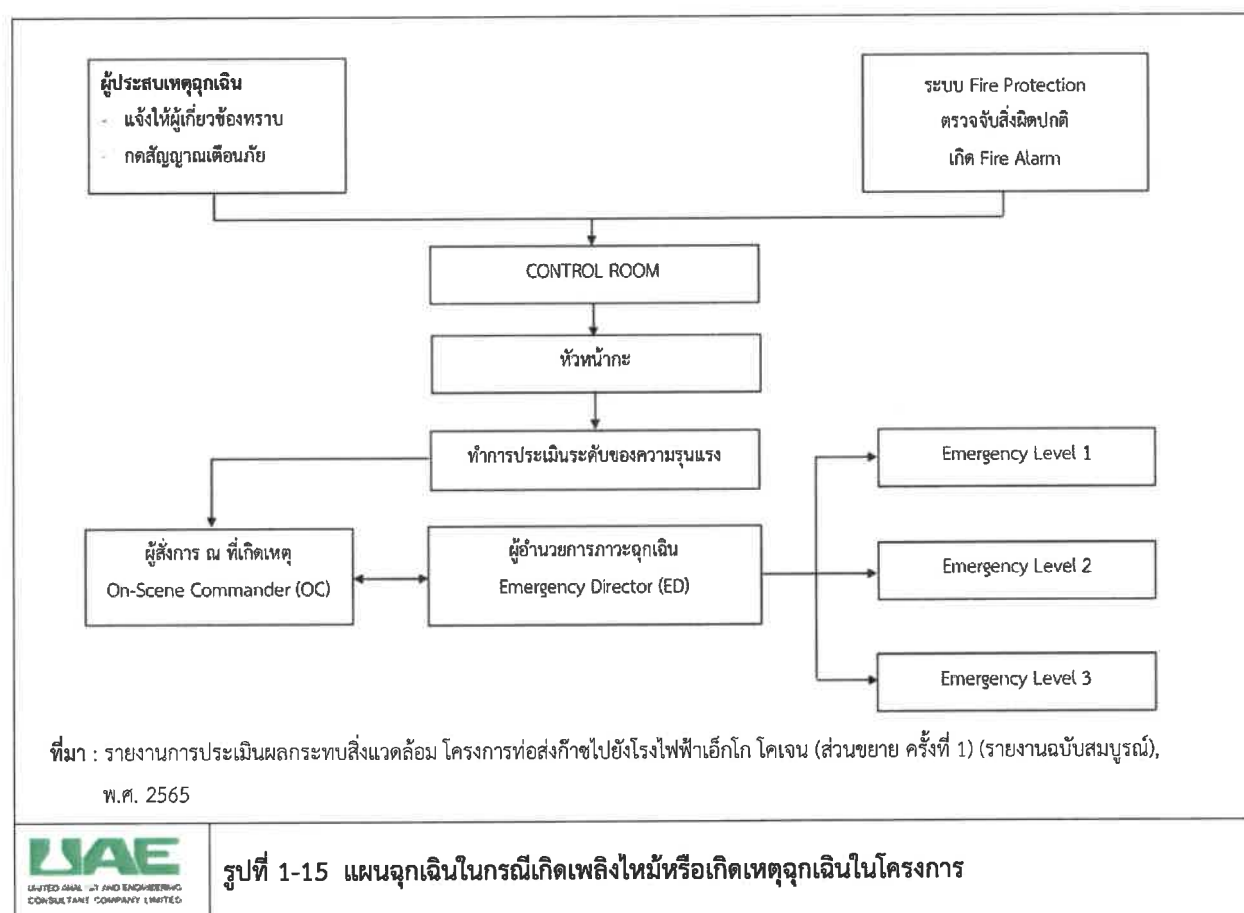 ผู้ประสบเหตุฉุกเฉิน
- แจ้งให้ผู้เกี่ยวข้องทราบ
- กดสัญญาณเตือนภัย
ระบบ Fire Protection
ตรวจจับสิ่งผิดปกติ
เกิด Fire Alarm
CONTROL ROOM
หัวหน้ากะ
ทำการประเมินระดับของความรุนแรง
ผู้สั่งการ ณ ที่เกิดเหตุ
On-Scene Commander (OC)
ผู้อำนวยการภาวะฉุกเฉิน
Emergency Director (ED)
Emergency Level 1
Emergency Level 2
Emergency Level 3
ที่มา : รายงานการประเมินผลกระทบสิ่งแวดล้อม โครงการท่อส่งก๊าซไปยังโรงไฟฟ้าเอ็กโก โคเจน (ส่วนขยาย ครั้งที่ 1) (รายงานฉบับสมบูรณ์),
พ.ศ. 2565
UAE
UNITED ANALYST AND ENGINEERING
CONSULTANT COMPANY LIMITED
รูปที่ 1-15 แผนฉุกเฉินในกรณีเกิดเพลิงไหม้หรือเกิดเหตุฉุกเฉินในโครงการ